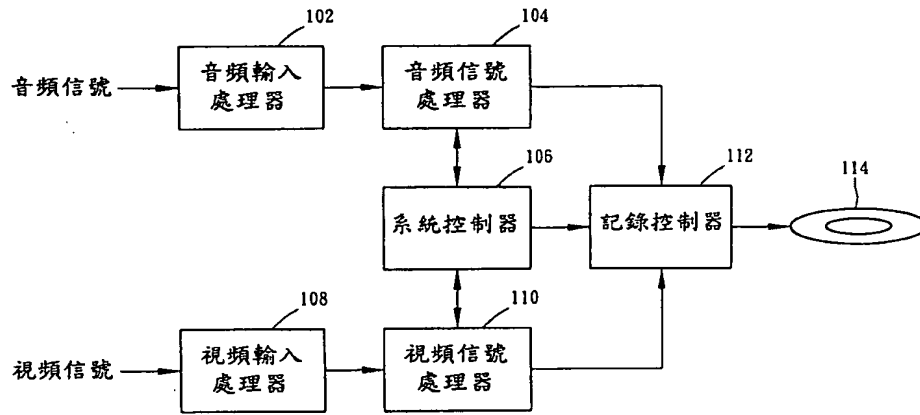 102
104
音頻信號
音頻輸入
處理器
音頻信號
處理器
106
112
114
系統控制器
記錄控制器
108
110
視頻信號
視頻輸入
處理器
視頻信號
處理器